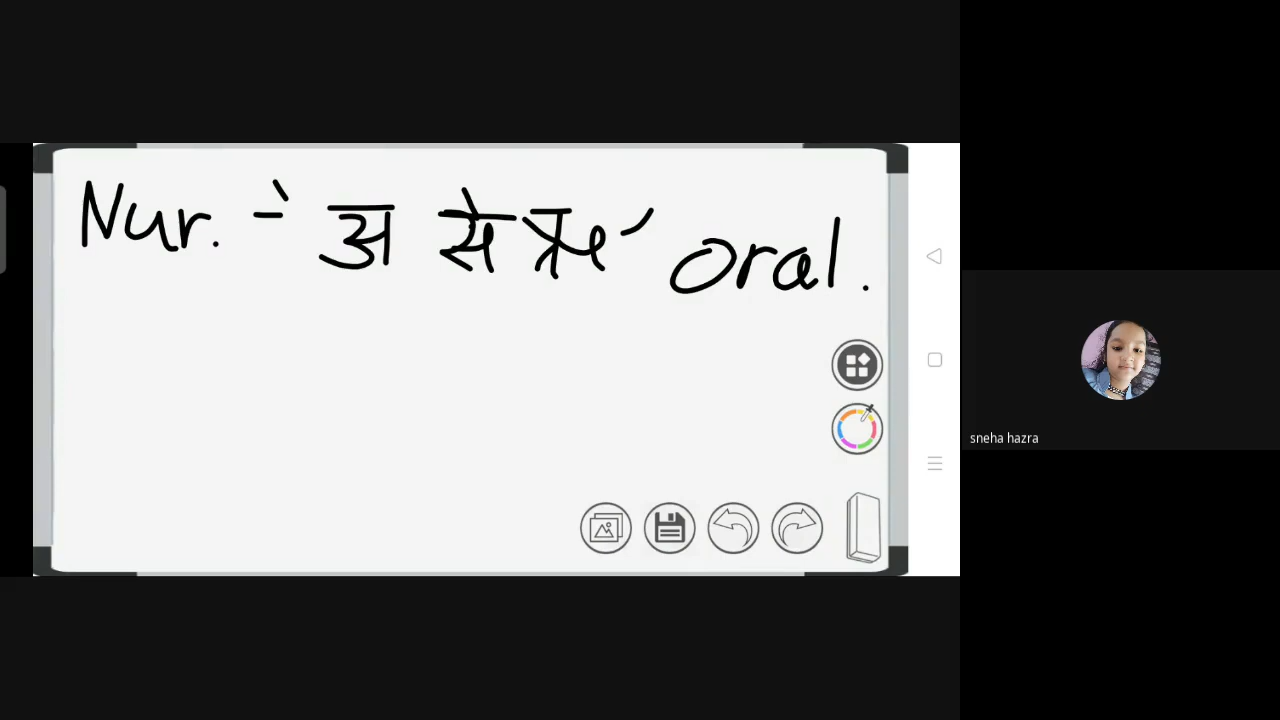 Nur. - अ से ऋ oral.
sneha hazra